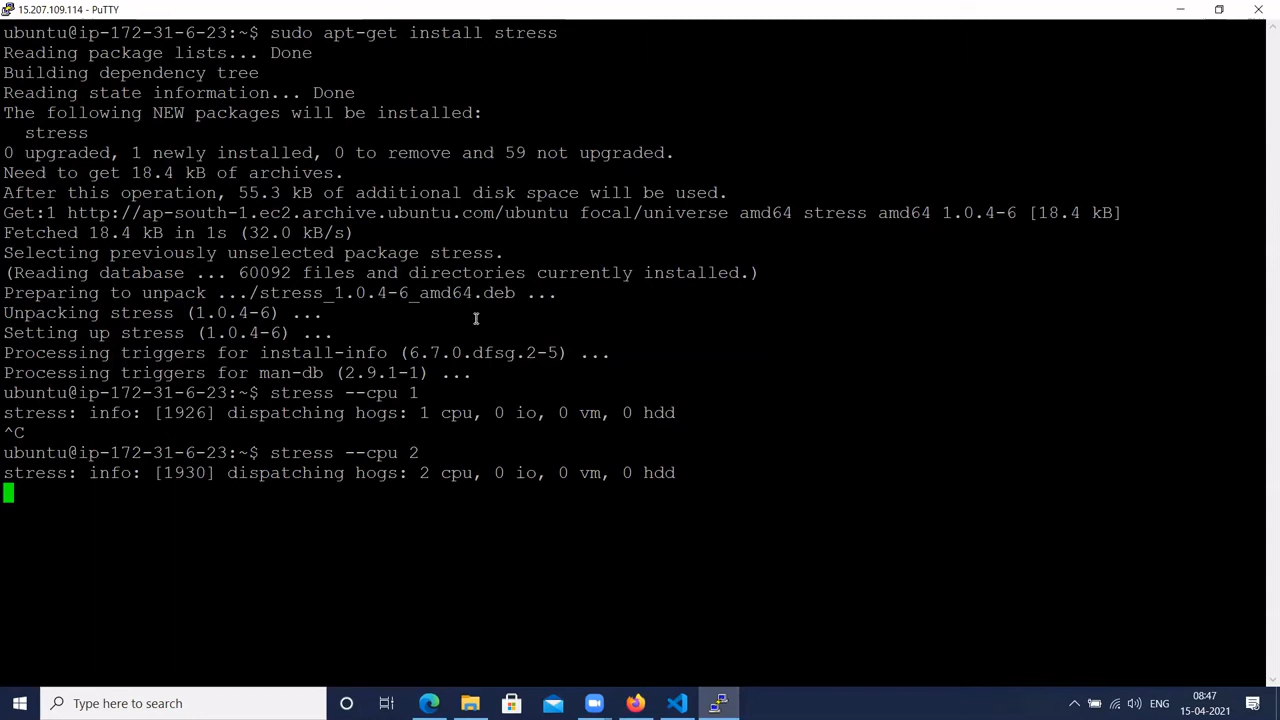 15.207.109.114 - PuTTY
ubuntu@ip-172-31-6-23:~$ sudo apt-get install stress
Reading package lists... Done
Building dependency tree
Reading state information... Done
The following NEW packages will be installed:
  stress
0 upgraded, 1 newly installed, 0 to remove and 59 not upgraded.
Need to get 18.4 kB of archives.
After this operation, 55.3 kB of additional disk space will be used.
Get:1 http://ap-south-1.ec2.archive.ubuntu.com/ubuntu focal/universe amd64 stress amd64 1.0.4-6 [18.4 kB]
Fetched 18.4 kB in 1s (32.0 kB/s)
Selecting previously unselected package stress.
(Reading database ... 60092 files and directories currently installed.)
Preparing to unpack .../stress_1.0.4-6_amd64.deb ...
Unpacking stress (1.0.4-6) ...
Setting up stress (1.0.4-6) ...
Processing triggers for install-info (6.7.0.dfsg.2-5) ...
Processing triggers for man-db (2.9.1-1) ...
ubuntu@ip-172-31-6-23:~$ stress --cpu 1
stress: info: [1926] dispatching hogs: 1 cpu, 0 io, 0 vm, 0 hdd
^C
ubuntu@ip-172-31-6-23:~$ stress --cpu 2
stress: info: [1930] dispatching hogs: 2 cpu, 0 io, 0 vm, 0 hdd
Type here to search
ENG
08:47
15-04-2021